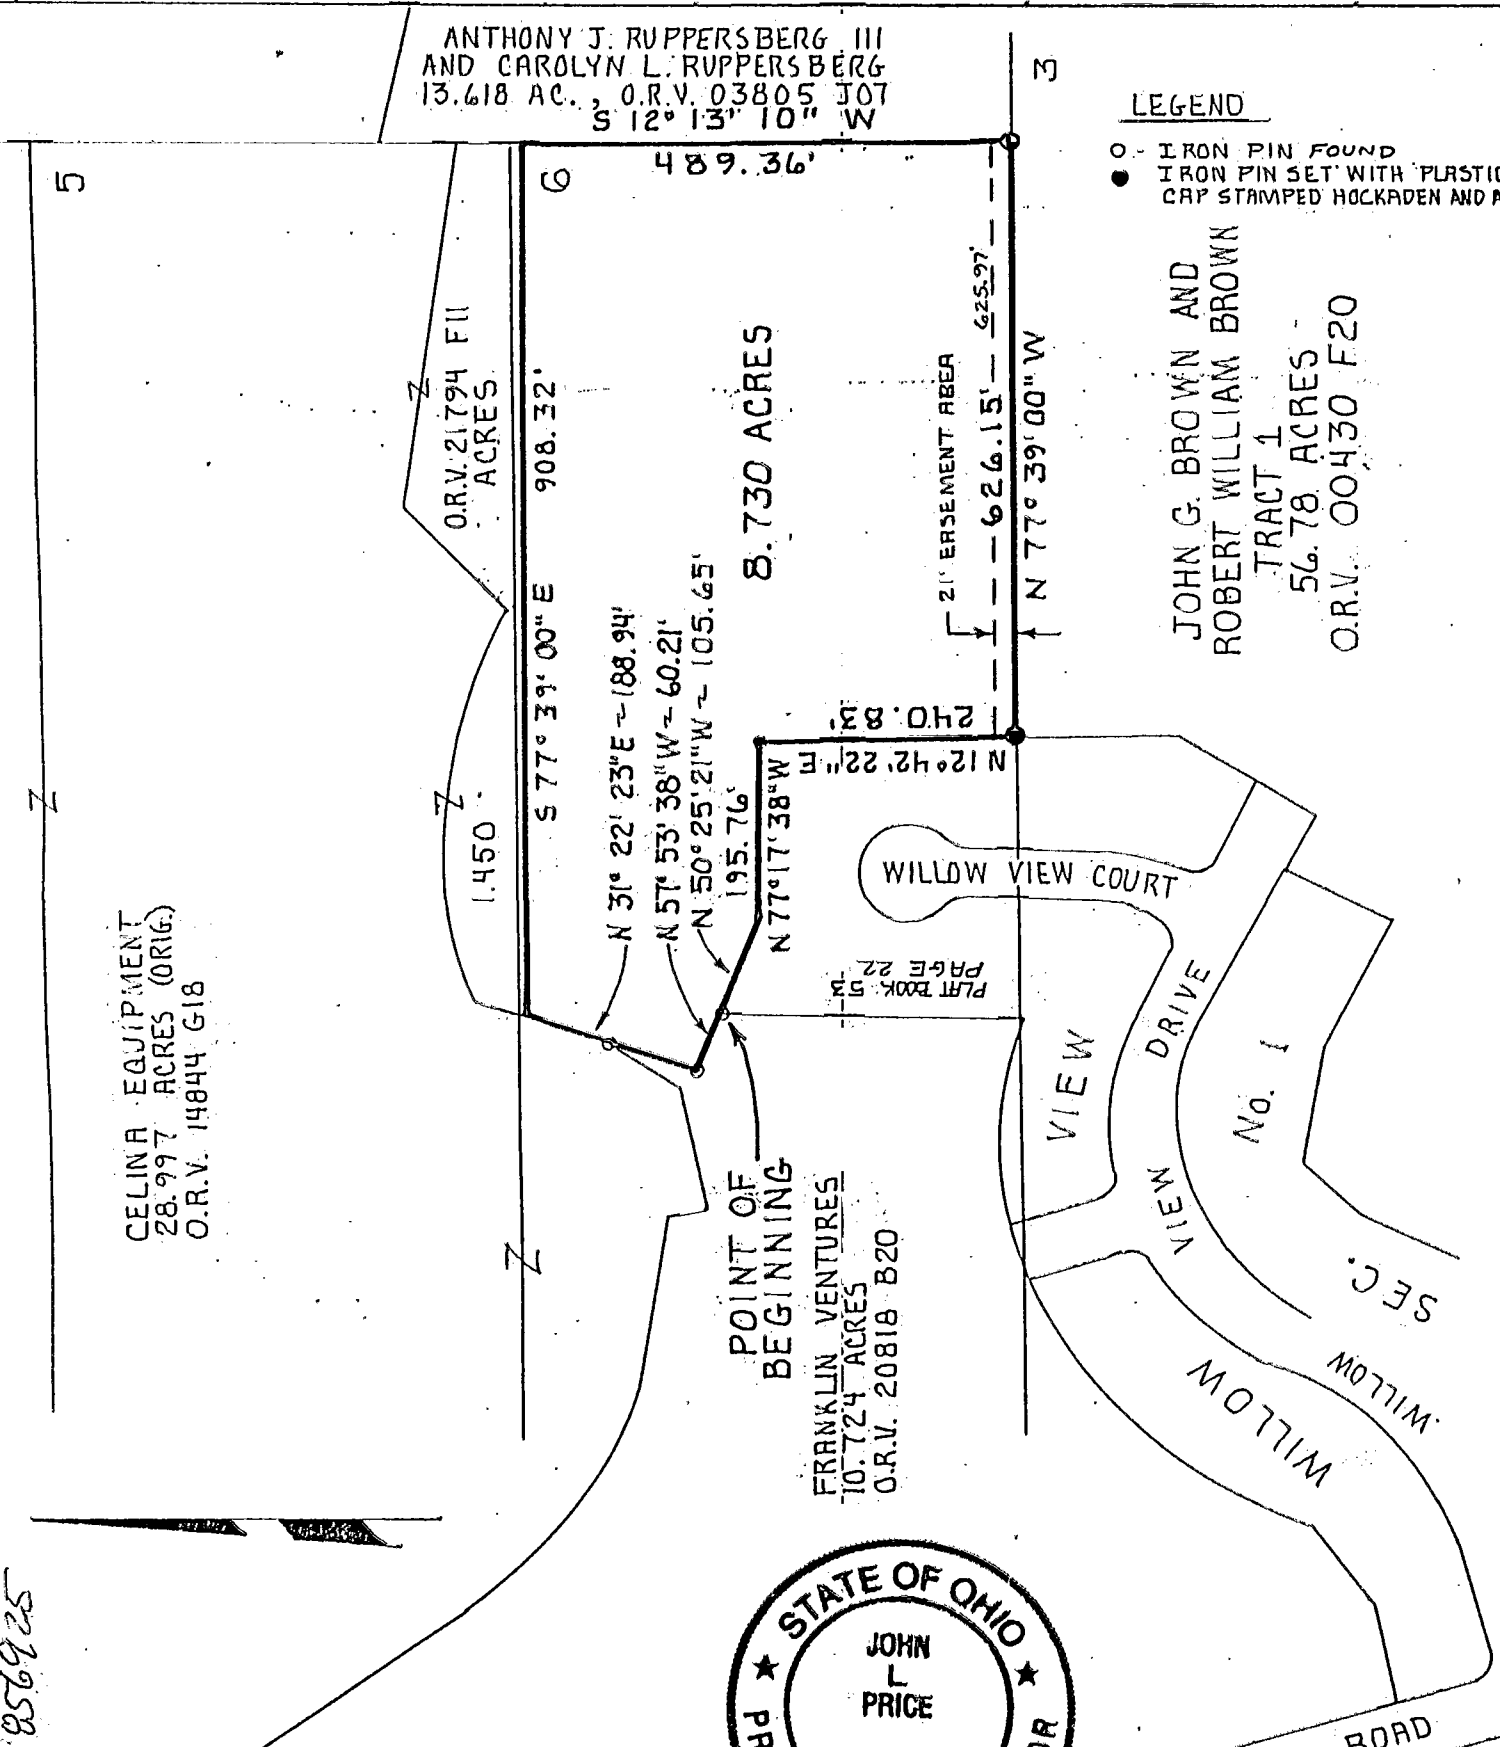 ANTHONY J. RUPPERSBERG III
AND CAROLYN L. RUPPERSBERG
13.618 AC., O.R.V. 03805 J07
S 12° 13' 10" W
489.36'
3
LEGEND
O - IRON PIN FOUND
● IRON PIN SET WITH PLASTIC
CAP STAMPED HOCKADEN AND
5
6
O.R.V. 21794 F11
ACRES
1.450
S 77° 39' 00" E 908.32'
8.730 ACRES
21' EASEMENT
626.15'
625.97'
N 77° 39' 00" W
JOHN G. BROWN AND
ROBERT WILLIAM BROWN
TRACT 1
56.78 ACRES
O.R.V. 00430 F20
N 31° 22' 23" E ~ 188.94'
N 57° 53' 38" W ~ 60.21'
N 50° 25' 21" W ~ 105.65'
195.76'
N 77° 17' 38" W
240.83'
N 12° 42' 22" E
WILLOW VIEW COURT
PLAT BOOK 53
PAGE 22
CELINA EQUIPMENT
28.997 ACRES (ORIG.)
O.R.V. 14844 G18
POINT OF
BEGINNING
FRANKLIN VENTURES
10.724 ACRES
O.R.V. 20818 B20
WILLOW VIEW DRIVE
WILLOW VIEW
SEC. No. 1
Z
Z
Z
Z
856925
STATE OF OHIO
JOHN
L
PRICE
ROAD